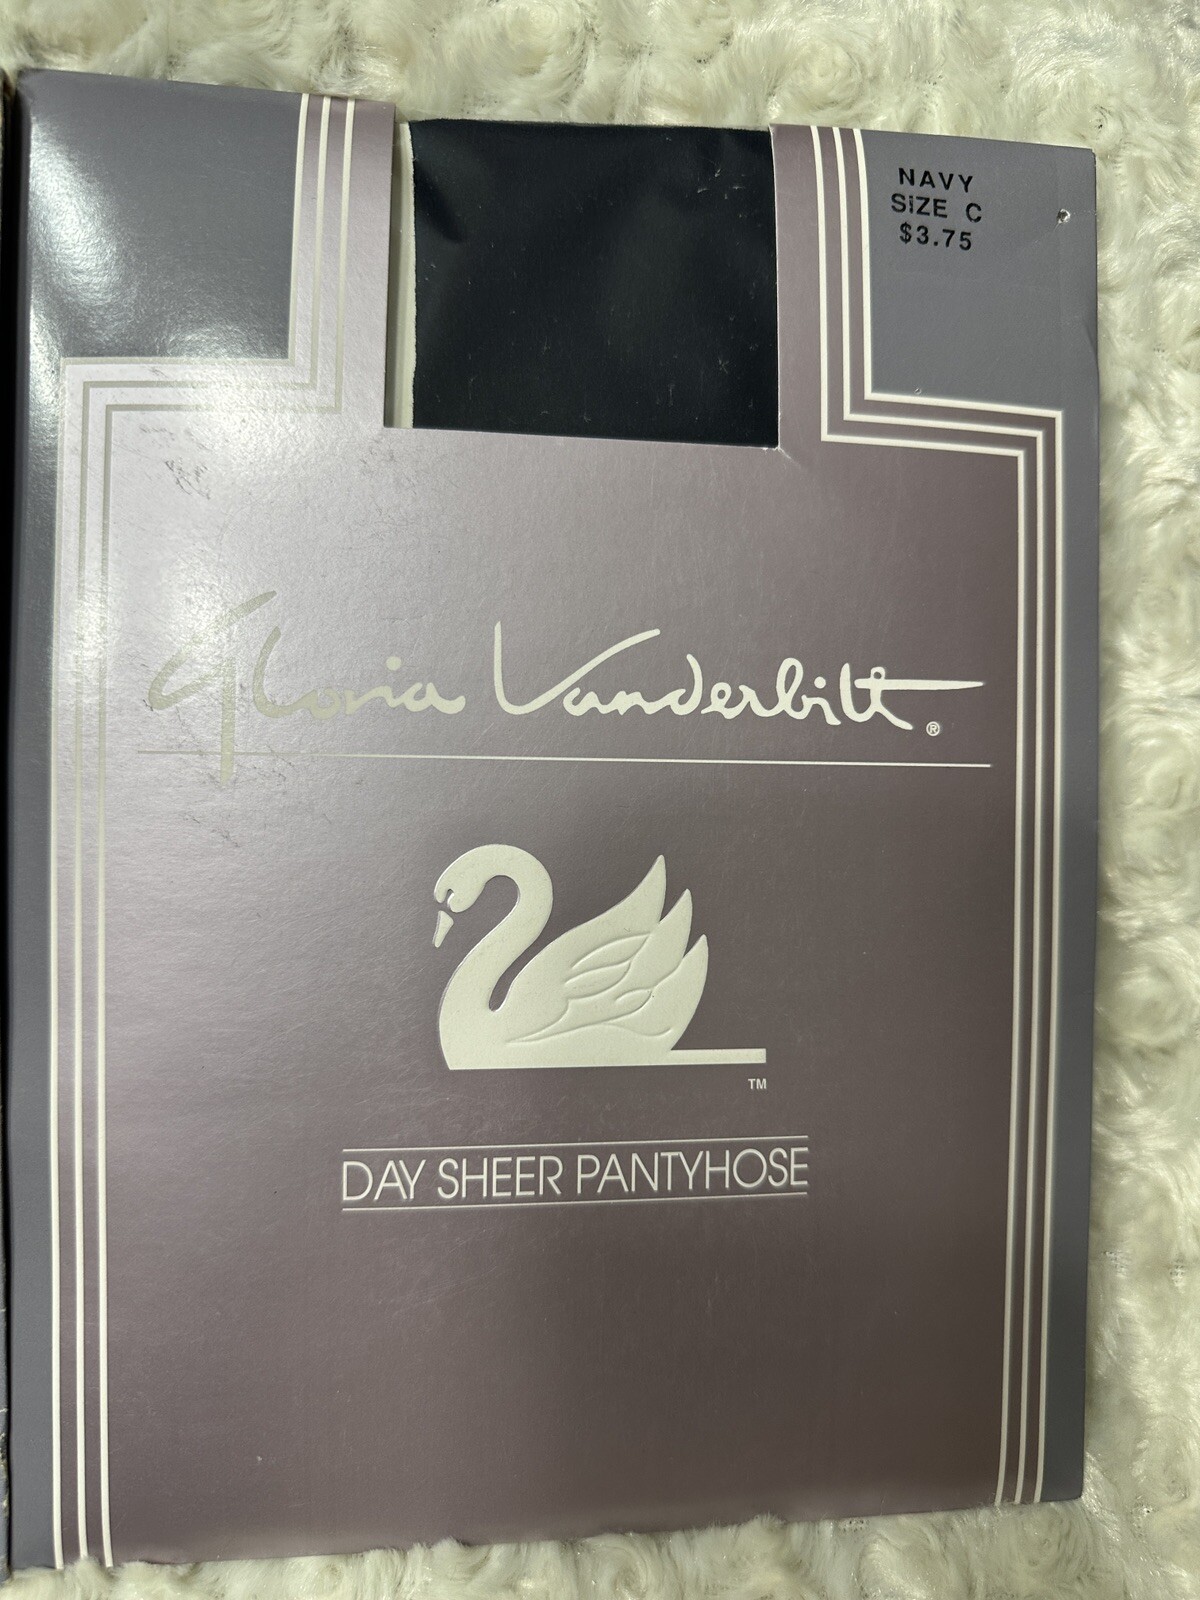 NAVY
SIZE C
$3.75
Gloria Vanderbilt ®
TM
DAY SHEER PANTYHOSE